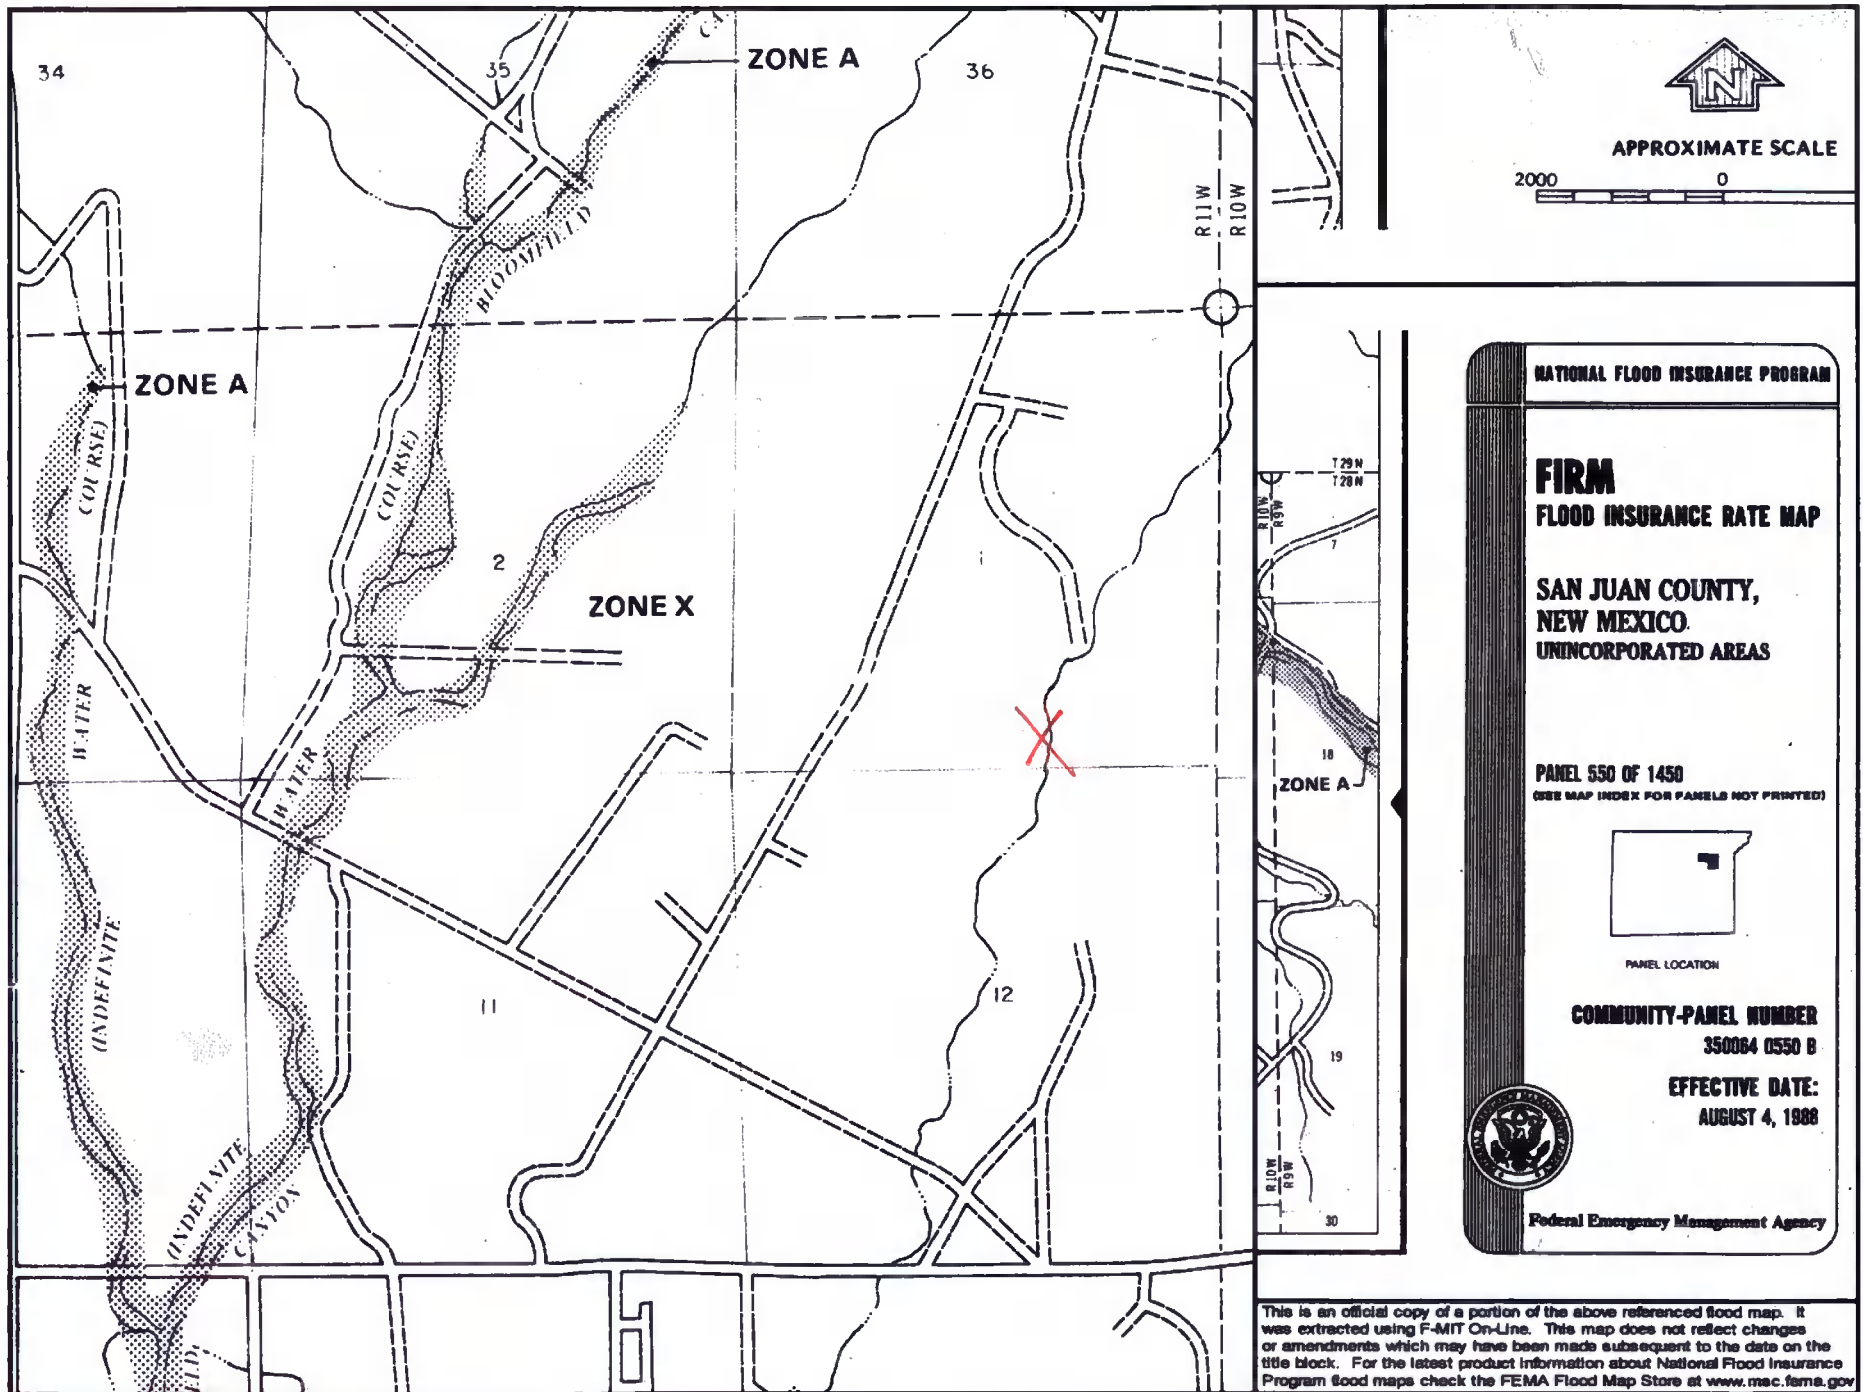 34
35
CA
ZONE A
36
R11W
R10W
BLOOMFIELD
ZONE A
COURSE)
COURSE)
2
ZONE X
1
WATER
WATER
(INDEFINITE
11
12
(INDEFINITE
CANYON
T29N
T28N
R10W
R9W
7
18
ZONE A
19
R10W
R9W
30
N
APPROXIMATE SCALE
2000 0
NATIONAL FLOOD INSURANCE PROGRAM
FIRM
FLOOD INSURANCE RATE MAP
SAN JUAN COUNTY,
NEW MEXICO
UNINCORPORATED AREAS
PANEL 550 OF 1450
(SEE MAP INDEX FOR PANELS NOT PRINTED)
PANEL LOCATION
COMMUNITY-PANEL NUMBER
350064 0550 B
EFFECTIVE DATE:
AUGUST 4, 1988
Federal Emergency Management Agency
This is an official copy of a portion of the above referenced flood map. It
was extracted using F-MIT On-Line. This map does not reflect changes
or amendments which may have been made subsequent to the date on the
title block. For the latest product information about National Flood Insurance
Program flood maps check the FEMA Flood Map Store at www.msc.fema.gov